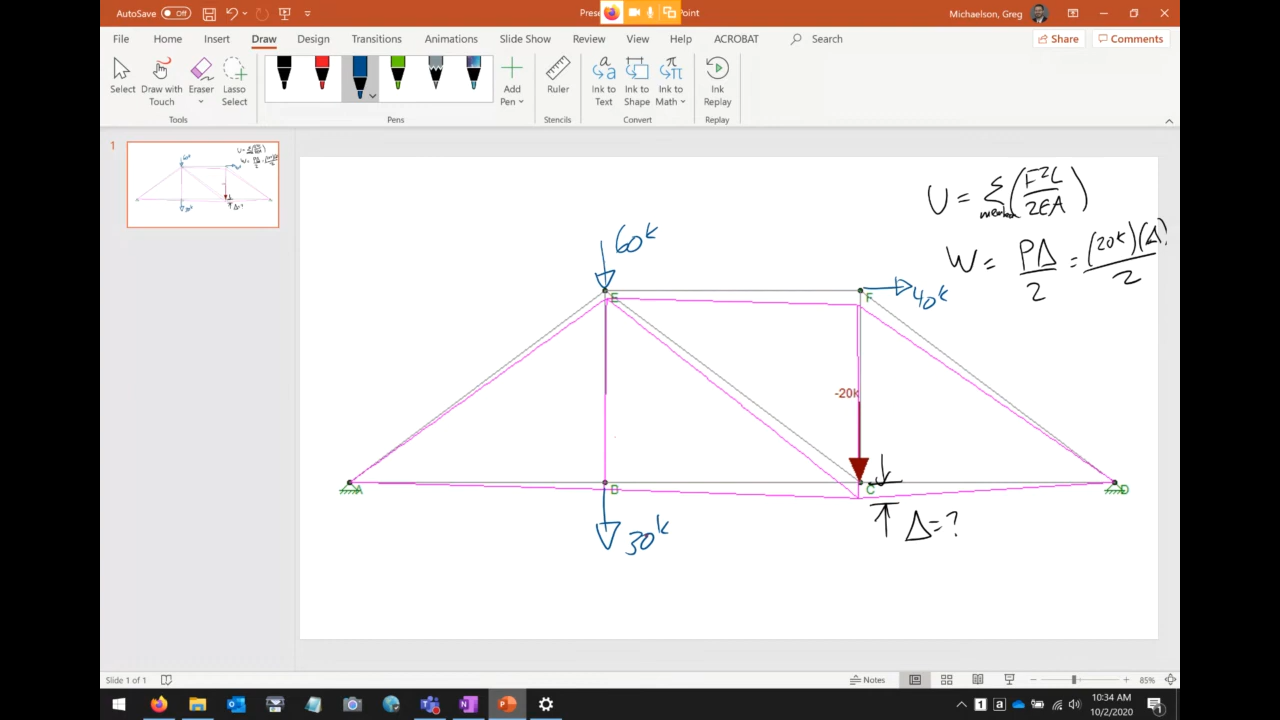 AutoSave Off
Prese
Point
Michaelson, Greg
File Home Insert Draw Design Transitions Animations Slide Show Review View Help ACROBAT Search
Share Comments
Select Draw with Touch Eraser Lasso Select
Add Pen
Ruler
Ink to Text Ink to Shape Ink to Math
Ink Replay
Tools
Pens
Stencils
Convert
Replay
1
U = Σ (F²L / 2EA)
W = PΔ / 2 = (20k)(Δ) / 2
60k
E
F
40k
-20k
A
B
C
D
Δ=?
30k
Slide 1 of 1
Notes
85%
10:34 AM
10/2/2020